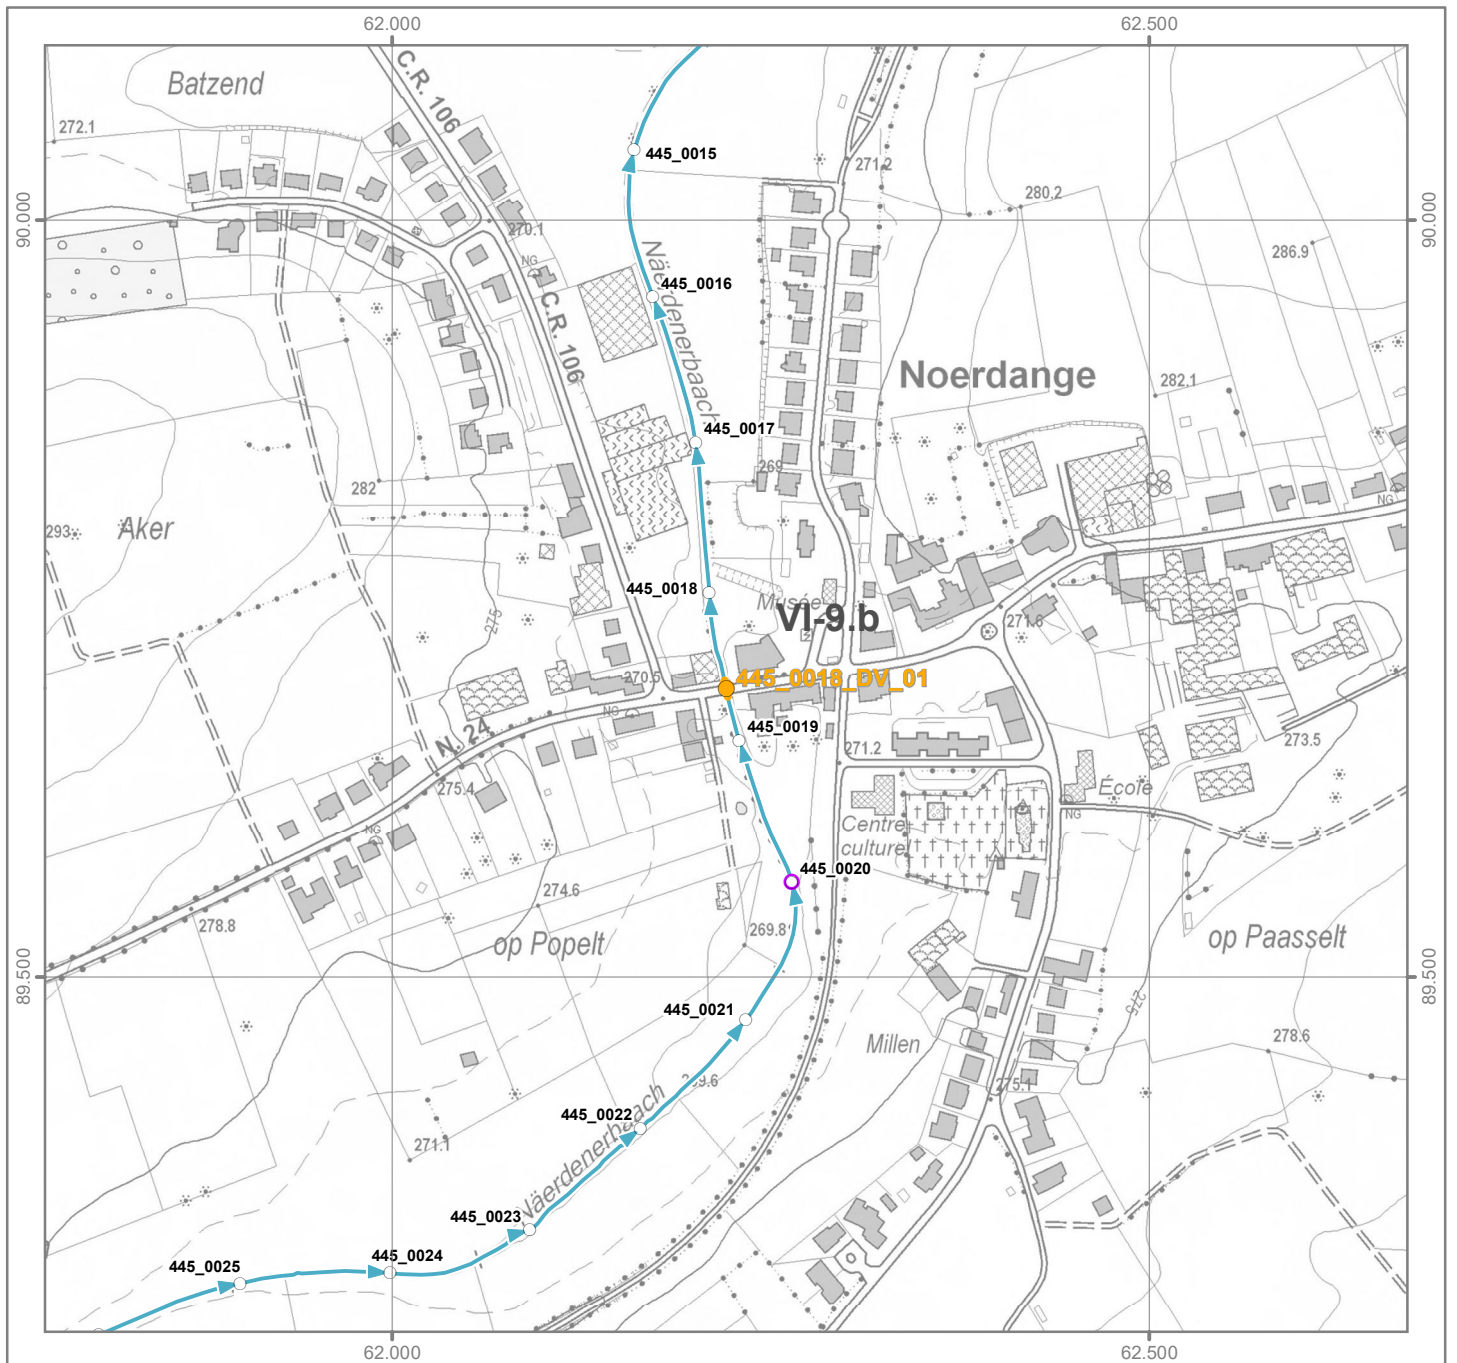 62.000
62.500
Batzend
C.R. 106
272.1
445_0015
271.2
280.2
90.000
90.000
270.1
286.9
NG
Näerdenerbaach
445_0016
C.R. 106
Noerdange
282.1
445_0017
269
282
NG
293
Aker
445_0018
Musée
VI-9.b
275
271.6
270.5
445_0018_DV_01
NG
N. 24
445_0019
271.2
273.5
275.4
École
NG
NG
Centre
culturel
445_0020
274.6
278.8
269.8
op Popelt
op Paasselt
89.500
89.500
275
445_0021
Millen
278.6
275.1
445_0022
271.1
Näerdenerbaach
445_0023
445_0024
445_0025
62.000
62.500